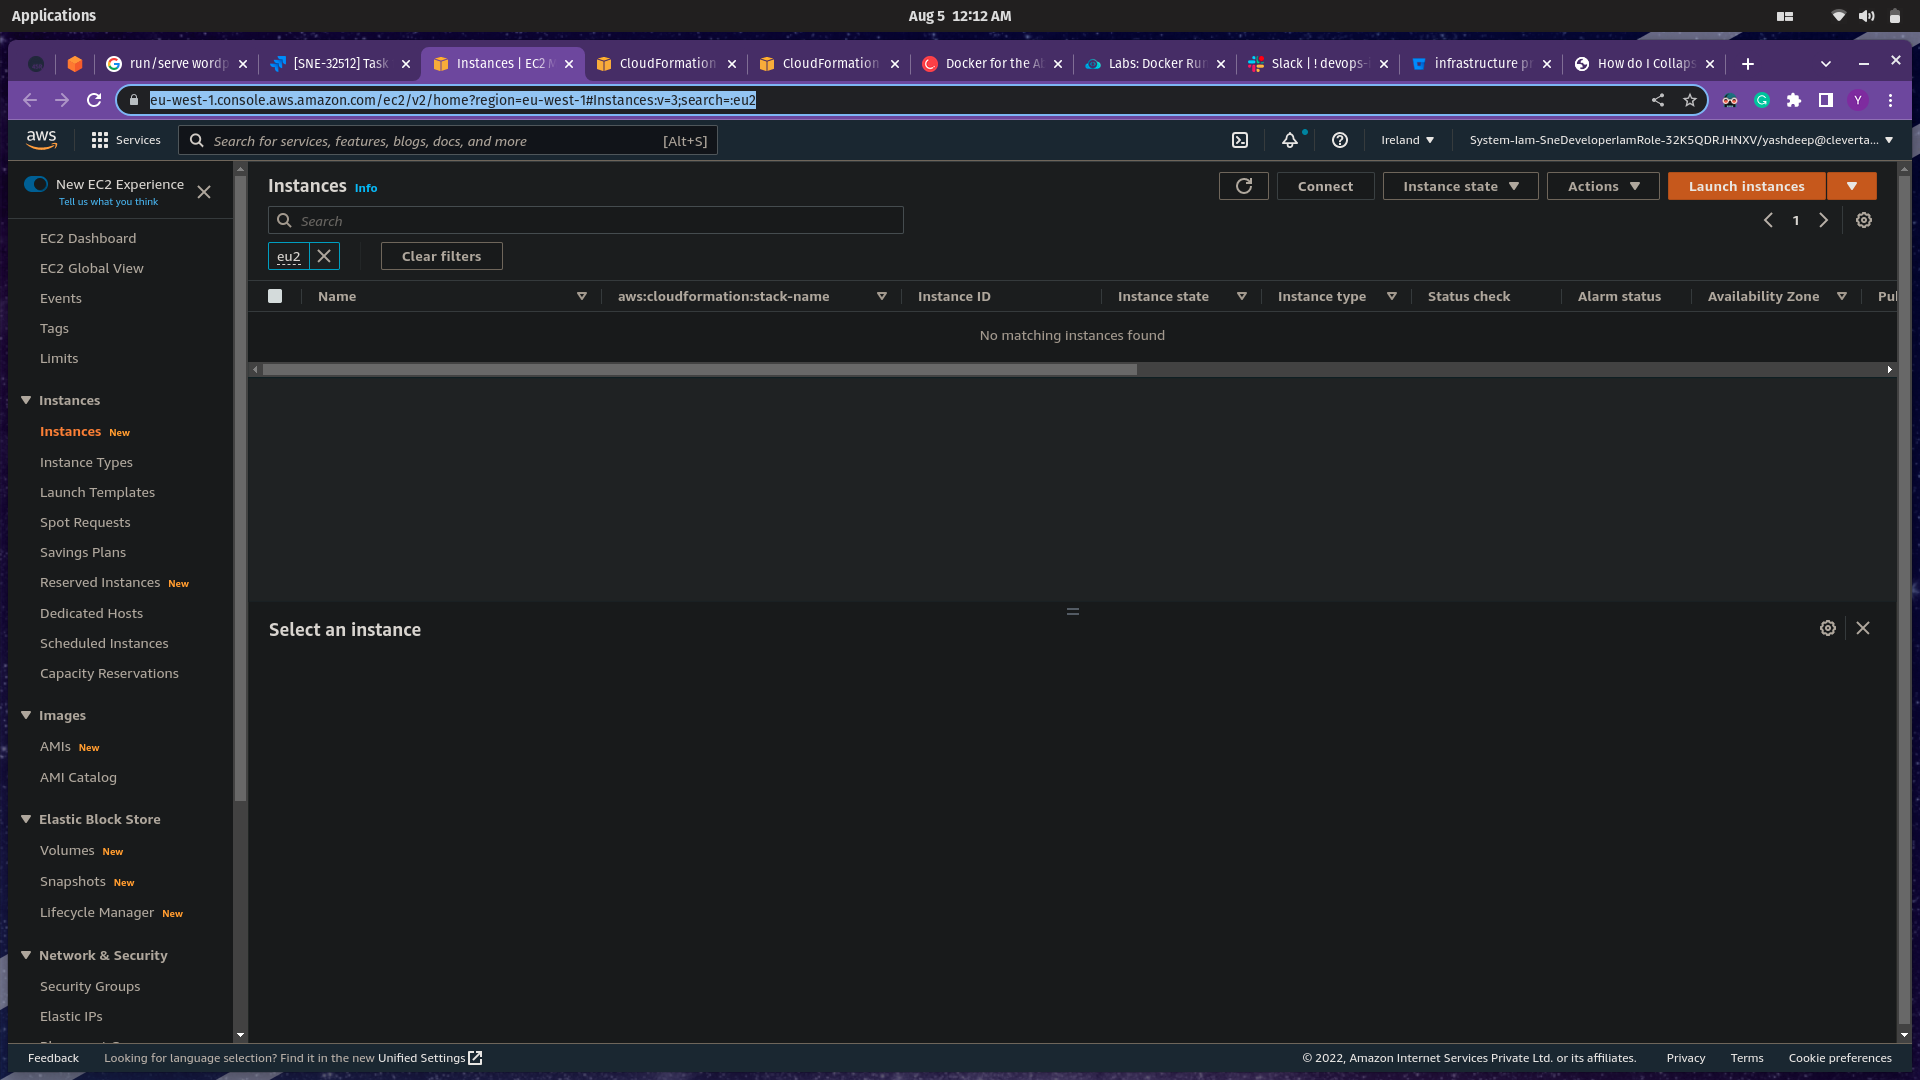 Applications
Aug 5 12:12 AM
run/serve wordp
[SNE-32512] Task
Instances | EC2 M
CloudFormation
CloudFormation
Docker for the Ab
Labs: Docker Run
Slack | ! devops-
infrastructure pr
How do I Collaps
eu-west-1.console.aws.amazon.com/ec2/v2/home?region=eu-west-1#Instances:v=3;search=:eu2
Y
aws
Services
Search for services, features, blogs, docs, and more
[Alt+S]
Ireland
System-Iam-SneDeveloperIamRole-32K5QDRJHNXV/yashdeep@cleverta...
New EC2 Experience
Tell us what you think
EC2 Dashboard
EC2 Global View
Events
Tags
Limits
Instances
Instances New
Instance Types
Launch Templates
Spot Requests
Savings Plans
Reserved Instances New
Dedicated Hosts
Scheduled Instances
Capacity Reservations
Images
AMIs New
AMI Catalog
Elastic Block Store
Volumes New
Snapshots New
Lifecycle Manager New
Network & Security
Security Groups
Elastic IPs
Instances Info
Connect
Instance state
Actions
Launch instances
Search
1
eu2
Clear filters
Name
aws:cloudformation:stack-name
Instance ID
Instance state
Instance type
Status check
Alarm status
Availability Zone
Pul
No matching instances found
Select an instance
Feedback
Looking for language selection? Find it in the new Unified Settings
© 2022, Amazon Internet Services Private Ltd. or its affiliates.
Privacy
Terms
Cookie preferences